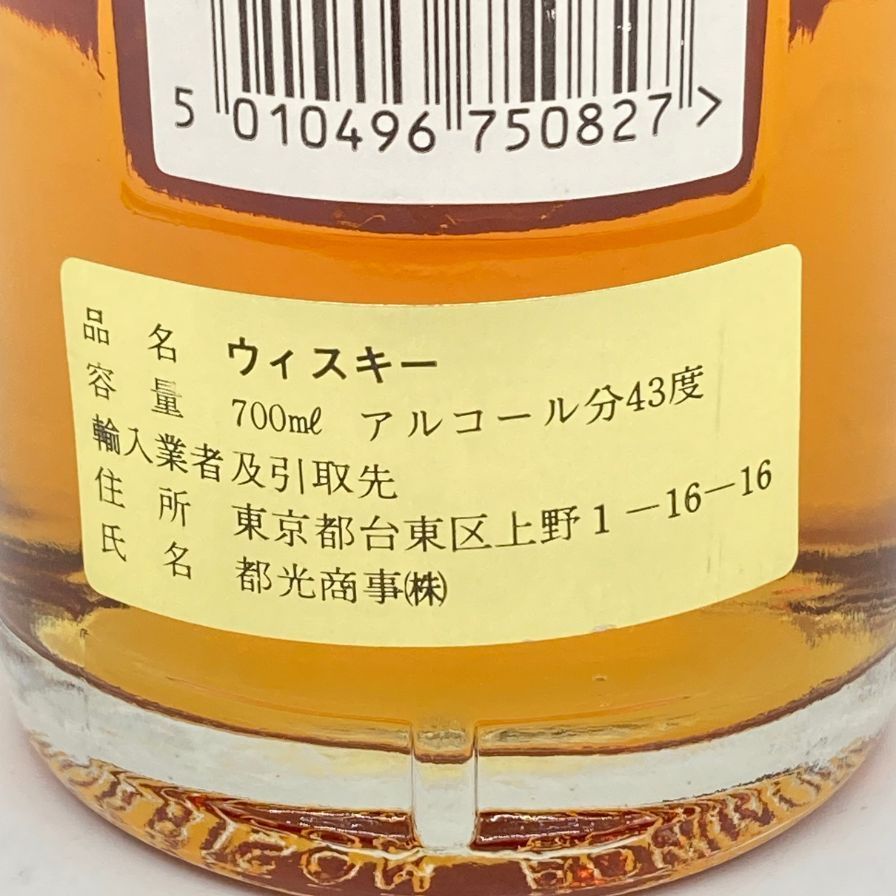 5 010496 750827 >
品名 ウィスキー
容量 700mℓ アルコール分43度
輸入業者及引取先
住所 東京都台東区上野1-16-16
氏名 都光商事㈱